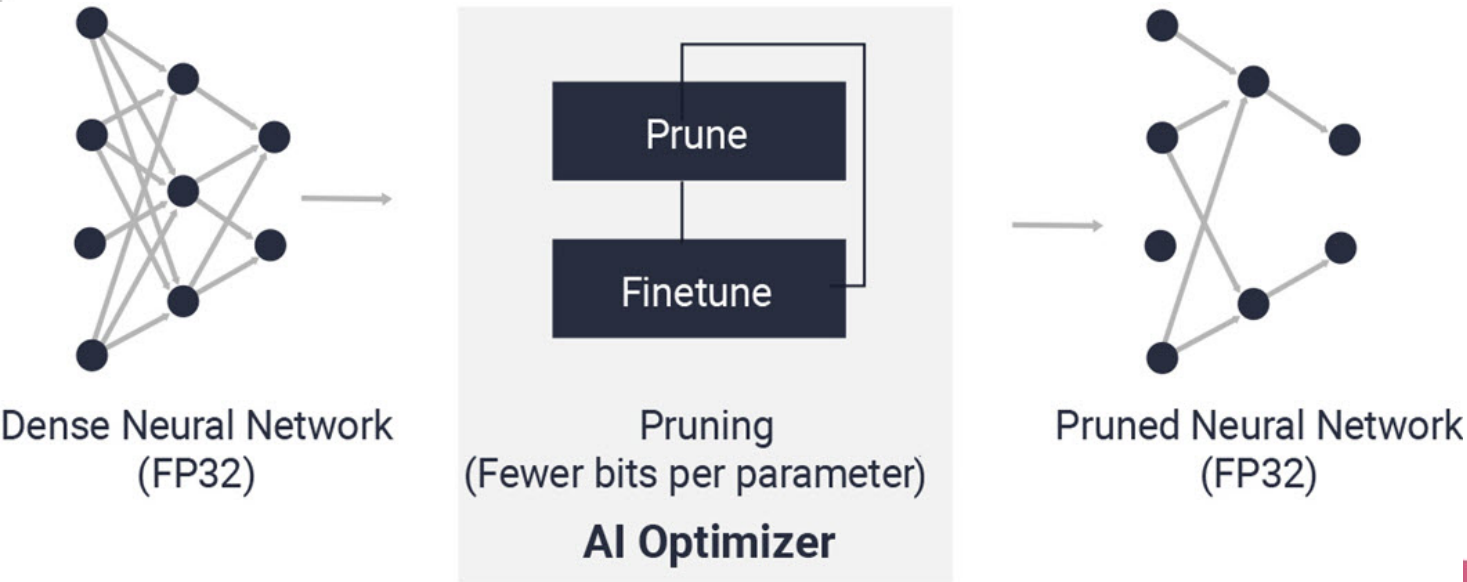 Prune
Finetune
Dense Neural Network
(FP32)
Pruning
(Fewer bits per parameter)
AI Optimizer
Pruned Neural Network
(FP32)